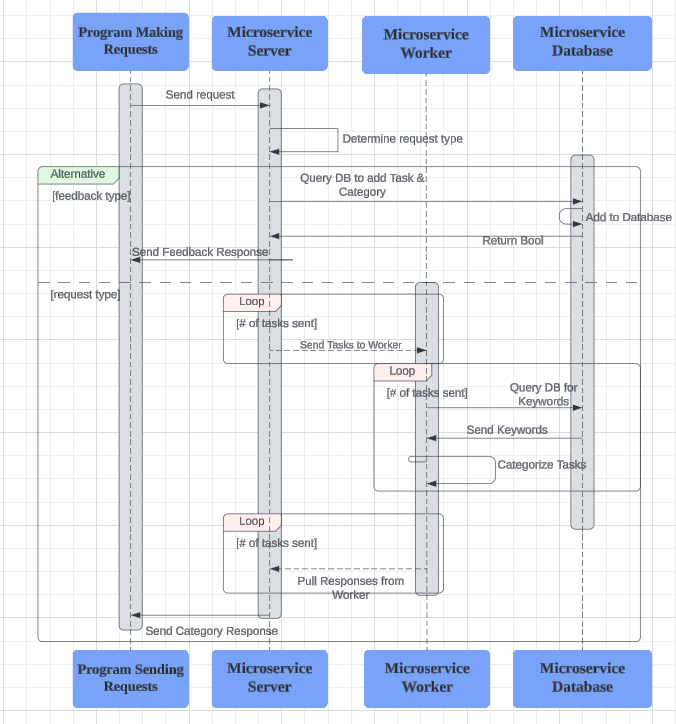 Program Making
Requests
Microservice
Server
Microservice
Worker
Microservice
Database
Send request
Determine request type
Alternative
[feedback type]
Query DB to add Task &
Category
Add to Database
Return Bool
Send Feedback Response
[request type]
Loop
[# of tasks sent]
Send Tasks to Worker
Loop
[# of tasks sent]
Query DB for
Keywords
Send Keywords
Categorize Tasks
Loop
[# of tasks sent]
Pull Responses from
Worker
Send Category Response
Program Sending
Requests
Microservice
Server
Microservice
Worker
Microservice
Database